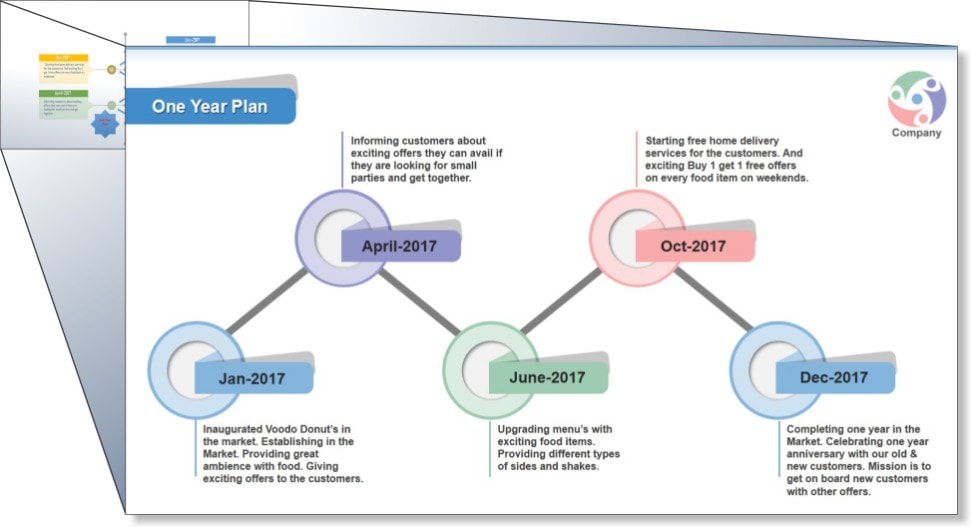 One Year Plan
Company
Informing customers about
exciting offers they can avail if
they are looking for small
parties and get together.
Starting free home delivery
services for the customers. And
exciting Buy 1 get 1 free offers
on every food item on weekends.
April-2017
Oct-2017
Jan-2017
June-2017
Dec-2017
Inaugurated Voodo Donut's in
the market. Establishing in the
Market. Providing great
ambience with food. Giving
exciting offers to the customers.
Upgrading menu's with
exciting food items.
Providing different types
of sides and shakes.
Completing one year in the
Market. Celebrating one year
anniversary with our old &
new customers. Mission is to
get on board new customers
with other offers.